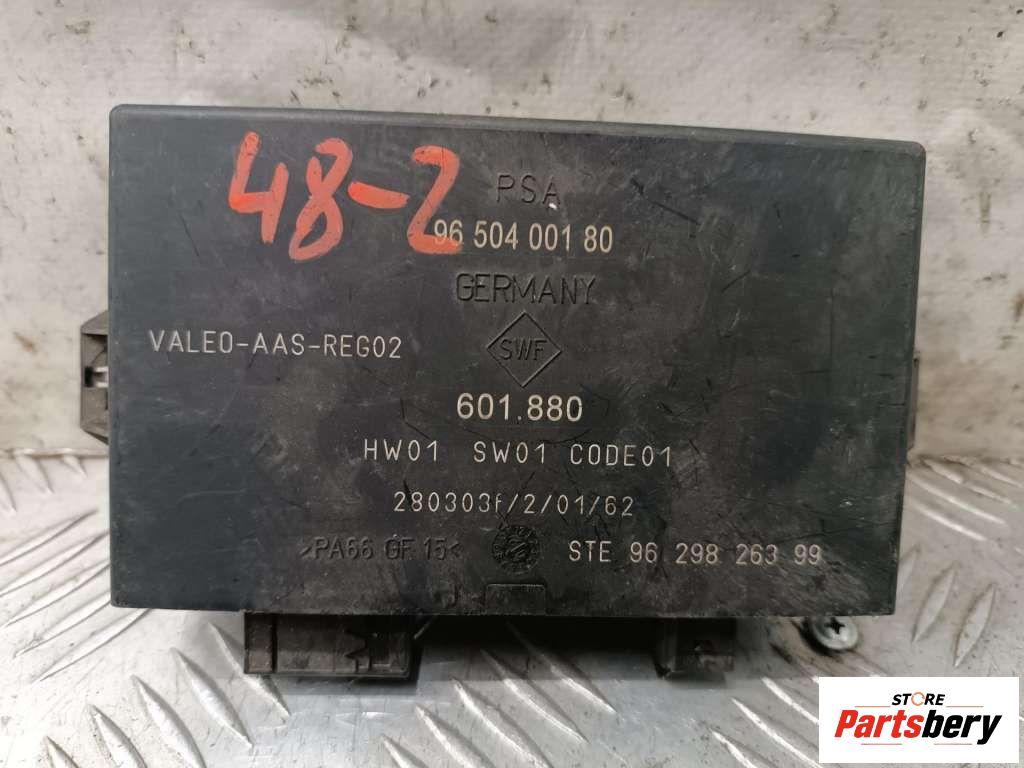 48-2
PSA
96 504 001 80
GERMANY
VALEO-AAS-REG02
SWF
601.880
HW01 SW01 CODE01
280303f/2/01/62
>PA66 GF 15<
STE 96 298 263 99
STORE
Partsbery